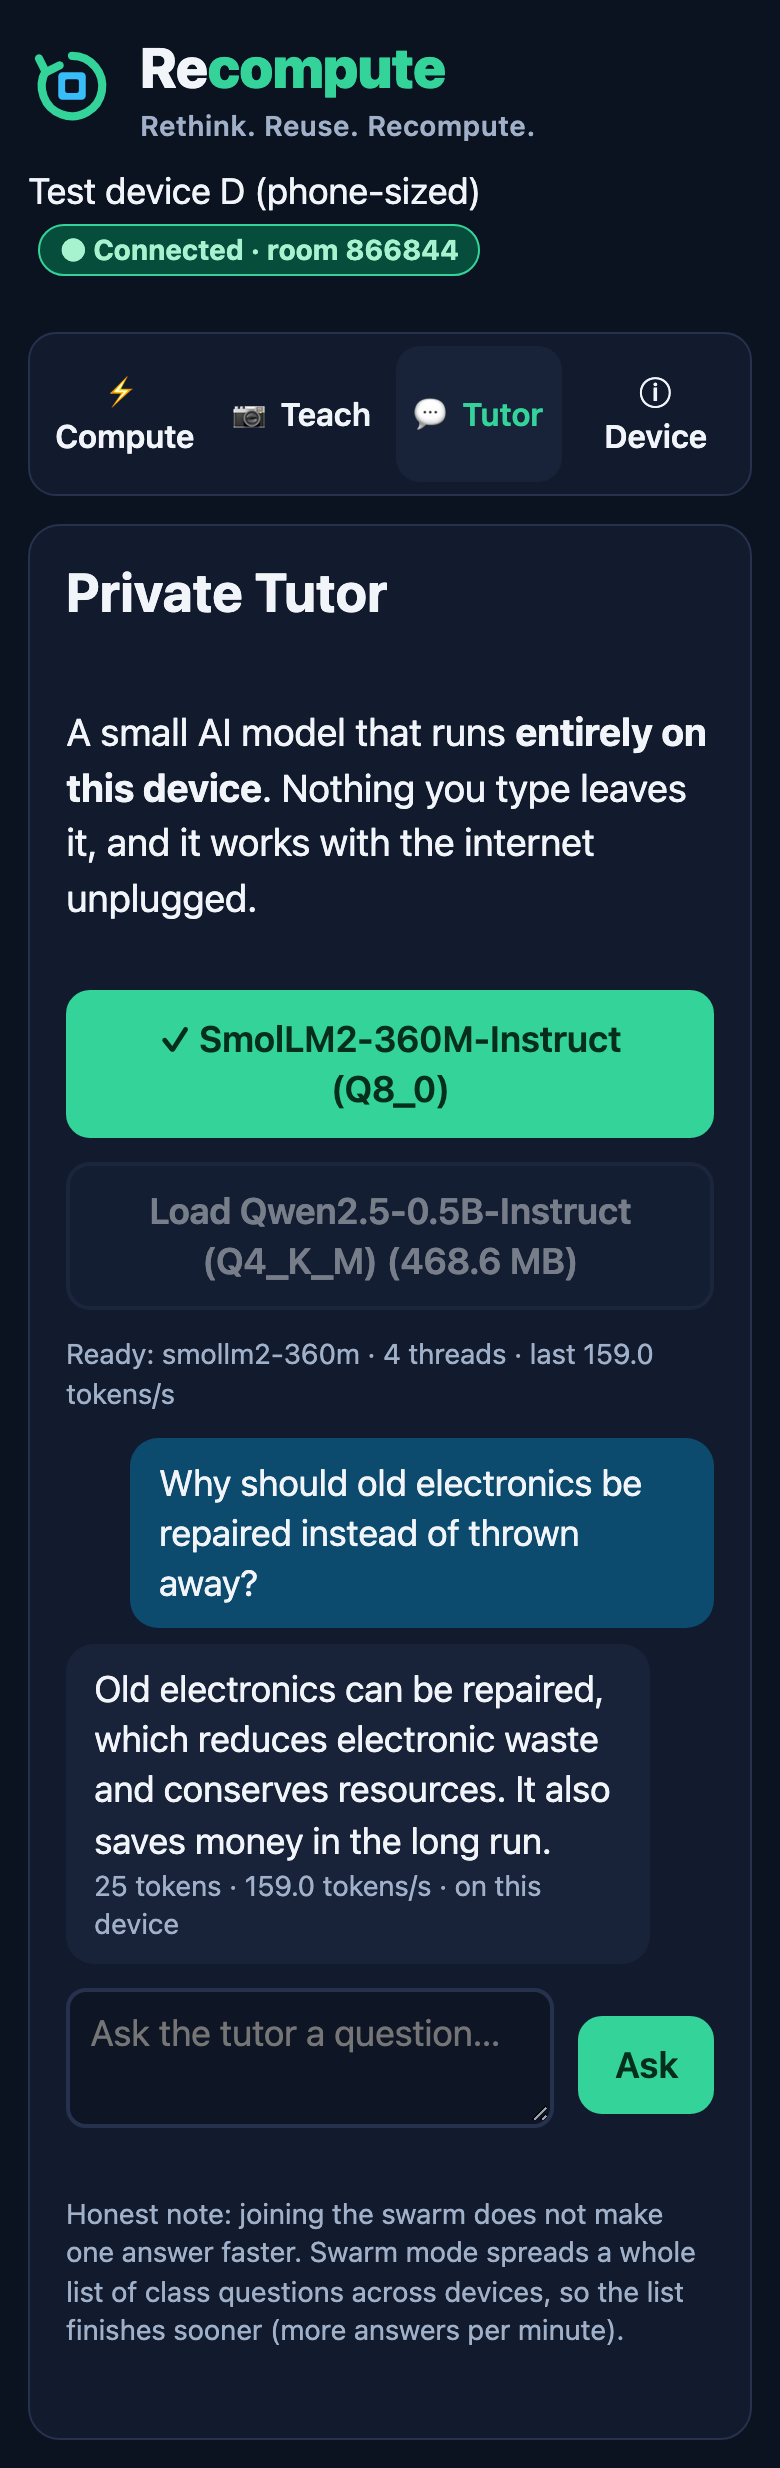 Recompute
Rethink. Reuse. Recompute.
Test device D (phone-sized)
Connected · room 866844
⚡
Compute
📷 Teach
💬 Tutor
ⓘ
Device
Private Tutor
A small AI model that runs entirely on
this device. Nothing you type leaves
it, and it works with the internet
unplugged.
✓ SmolLM2-360M-Instruct
(Q8_0)
Load Qwen2.5-0.5B-Instruct
(Q4_K_M) (468.6 MB)
Ready: smollm2-360m · 4 threads · last 159.0
tokens/s
Why should old electronics be
repaired instead of thrown
away?
Old electronics can be repaired,
which reduces electronic waste
and conserves resources. It also
saves money in the long run.
25 tokens · 159.0 tokens/s · on this
device
Ask the tutor a question...
Ask
Honest note: joining the swarm does not make
one answer faster. Swarm mode spreads a whole
list of class questions across devices, so the list
finishes sooner (more answers per minute).